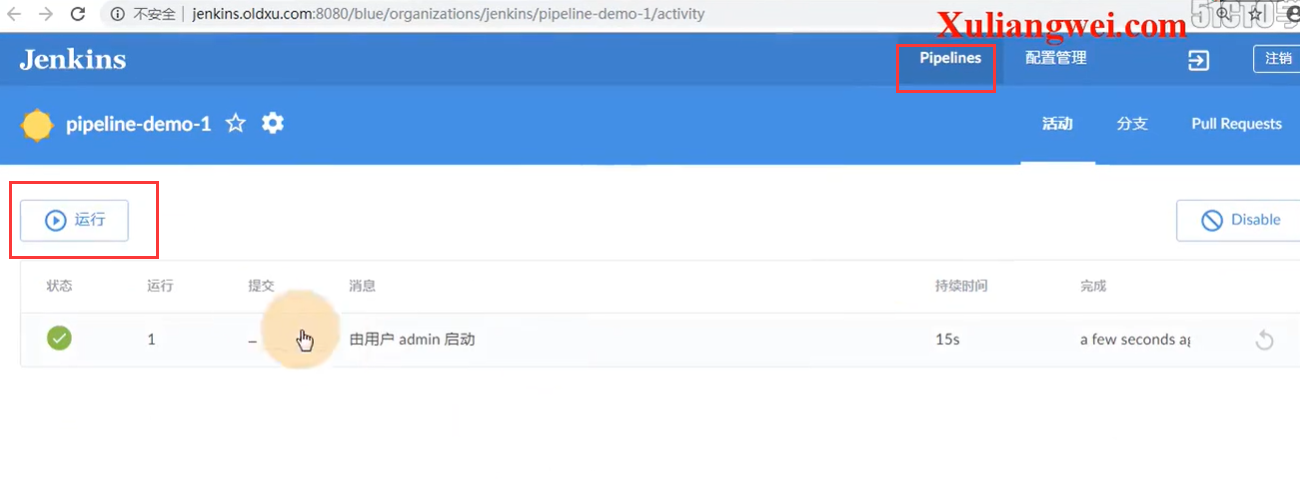 不安全 | jenkins.oldxu.com:8080/blue/organizations/jenkins/pipeline-demo-1/activity
Xuliangwei.com
Jenkins Pipelines 配置管理 注销
pipeline-demo-1 活动 分支 Pull Requests
运行 Disable
状态 运行 提交 消息 持续时间 完成
1 – 由用户 admin 启动 15s a few seconds ag